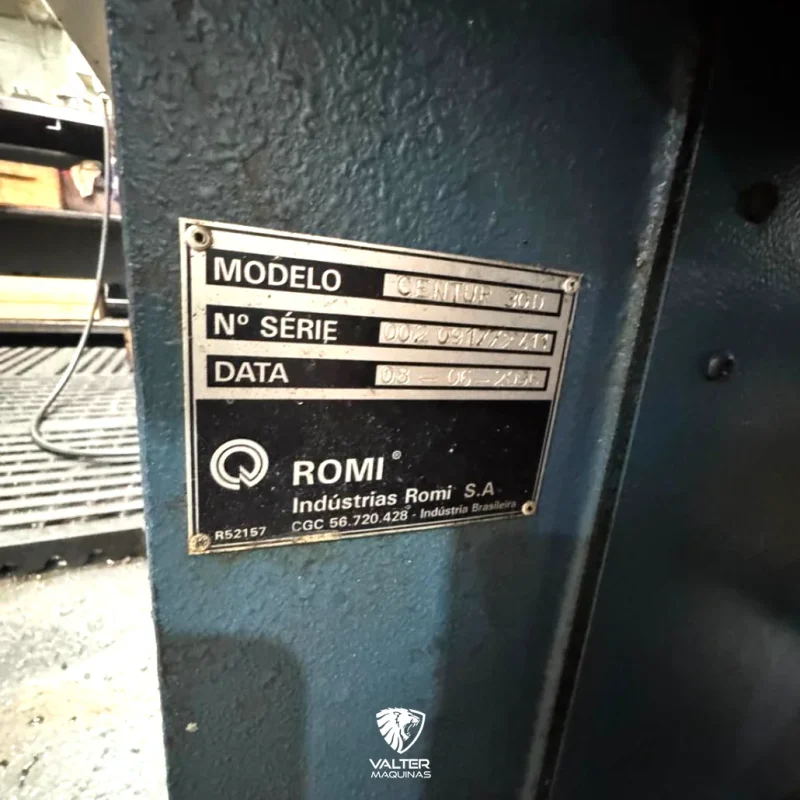 MODELO CENTUR 30D
Nº SÉRIE
DATA
ROMI®
Indústrias Romi S.A
R52157 CGC 56.720.428 - Indústria Brasileira
VALTER
MAQUINAS